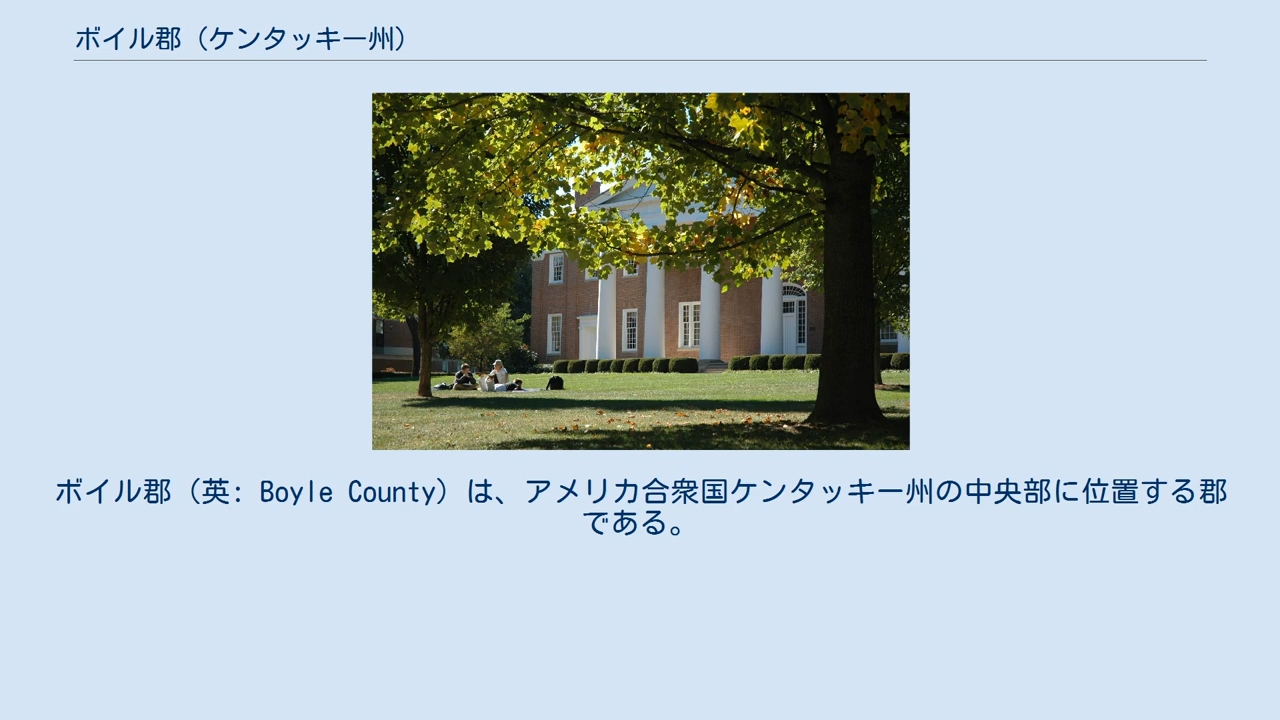 ボイル郡（ケンタッキー州）
ボイル郡（英: Boyle County）は、アメリカ合衆国ケンタッキー州の中央部に位置する郡
である。